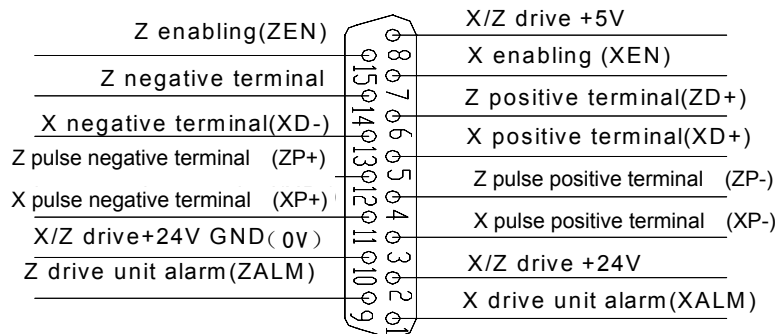 Z enabling(ZEN)
Z negative terminal
X negative terminal(XD-)
Z pulse negative terminal (ZP+)
X pulse negative terminal (XP+)
X/Z drive+24V GND(0V)
Z drive unit alarm(ZALM)
15
14
13
12
11
10
9
8
7
6
5
4
3
2
1
X/Z drive +5V
X enabling (XEN)
Z positive terminal(ZD+)
X positive terminal(XD+)
Z pulse positive terminal (ZP-)
X pulse positive terminal (XP-)
X/Z drive +24V
X drive unit alarm(XALM)